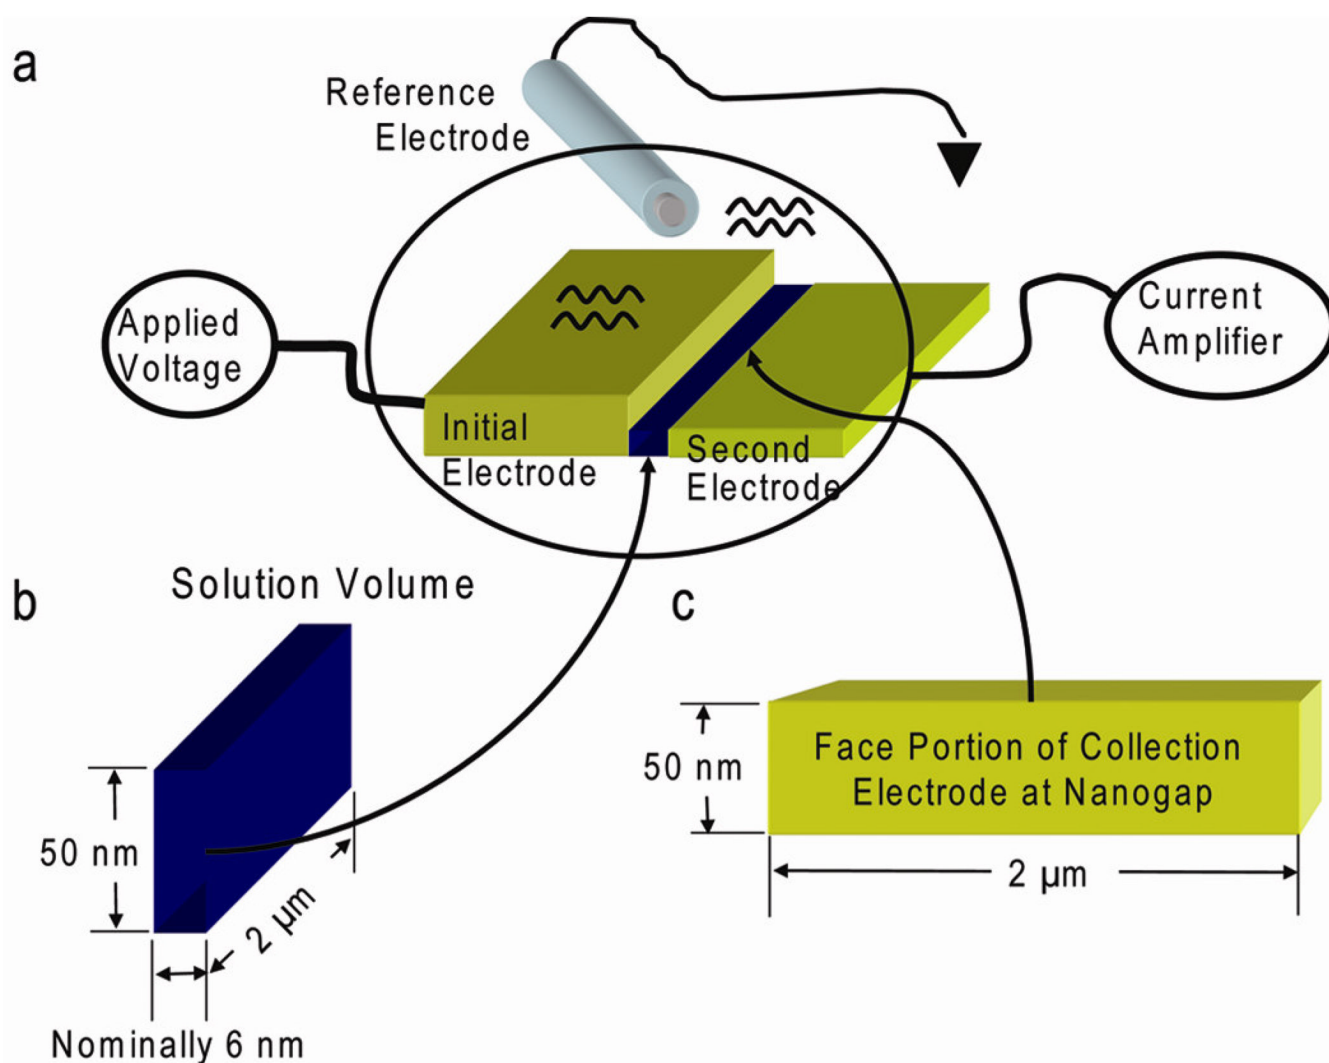 a
Reference
Electrode
Applied
Voltage
Current
Amplifier
Initial
Electrode
Second
Electrode
b
Solution Volume
50 nm
2 µm
Nominally 6 nm
c
50 nm
Face Portion of Collection
Electrode at Nanogap
2 µm